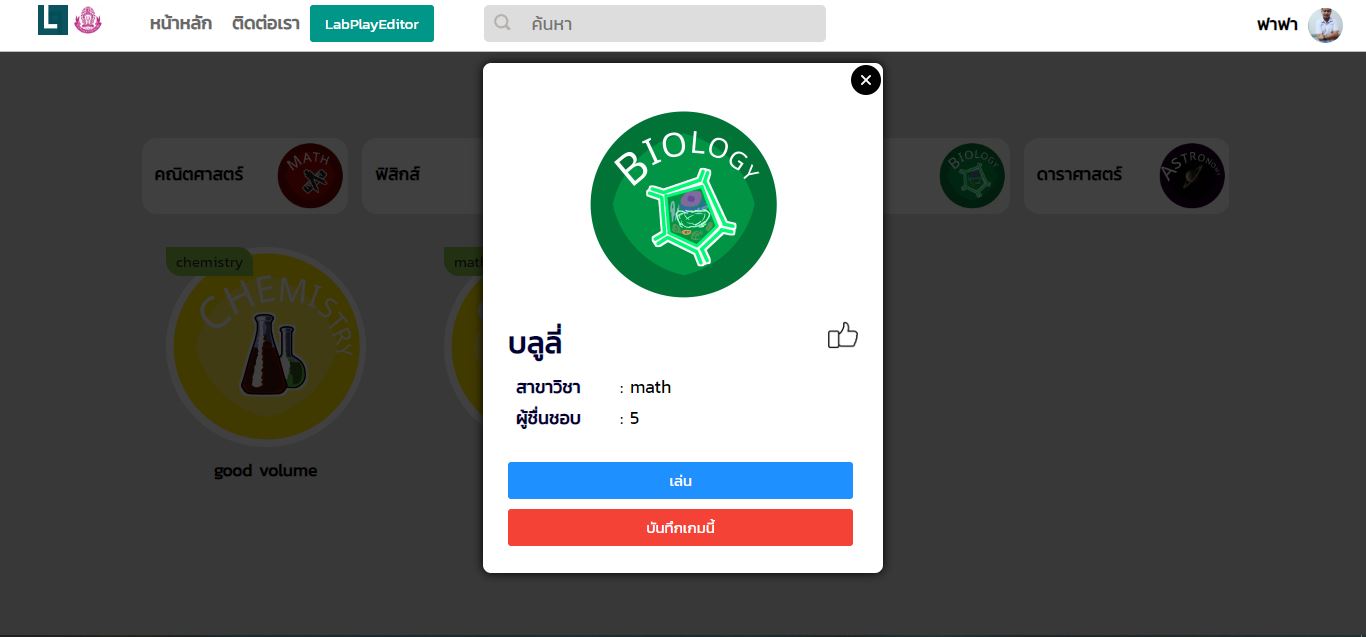 หน้าหลัก ติดต่อเรา LabPlayEditor ค้นหา ฟาฟา
BIOLOGY
คณิตศาสตร์ MATH ฟิสิกส์ BIOLOGY ดาราศาสตร์ ASTRONOMY
chemistry
CHEMISTRY
good volume
บลูลี่
สาขาวิชา : math
ผู้ชื่นชอบ : 5
เล่น
บันทึกเกมนี้